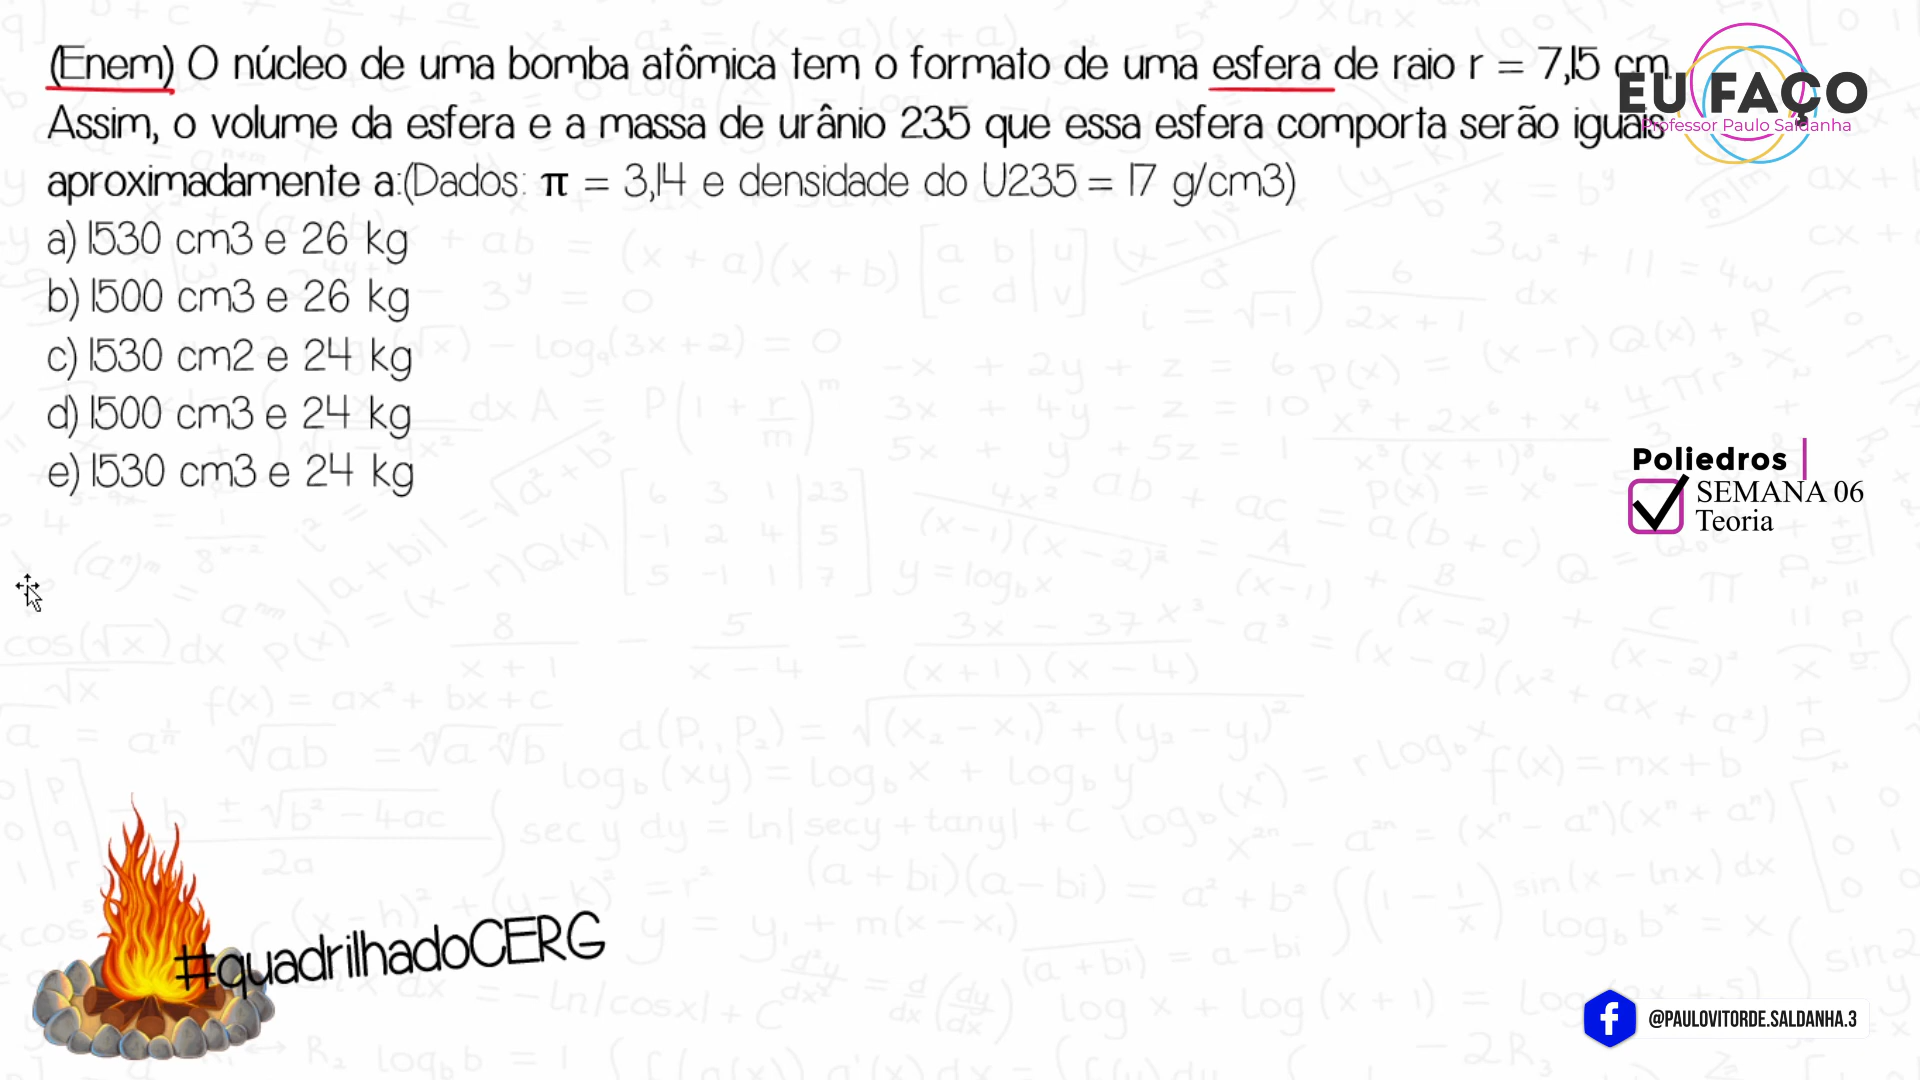 (Enem) O núcleo de uma bomba atômica tem o formato de uma esfera de raio r = 7,15 cm.
Assim, o volume da esfera e a massa de urânio 235 que essa esfera comporta serão iguais
aproximadamente a:(Dados: π = 3,14 e densidade do U235 = 17 g/cm3)
a) 1530 cm3 e 26 kg
b) 1500 cm3 e 26 kg
c) 1530 cm2 e 24 kg
d) 1500 cm3 e 24 kg
e) 1530 cm3 e 24 kg
EU FAÇO
Professor Paulo Saldanha
Poliedros
SEMANA 06
Teoria
#quadrilhadoCERG
@PAULOVITORDE.SALDANHA.3